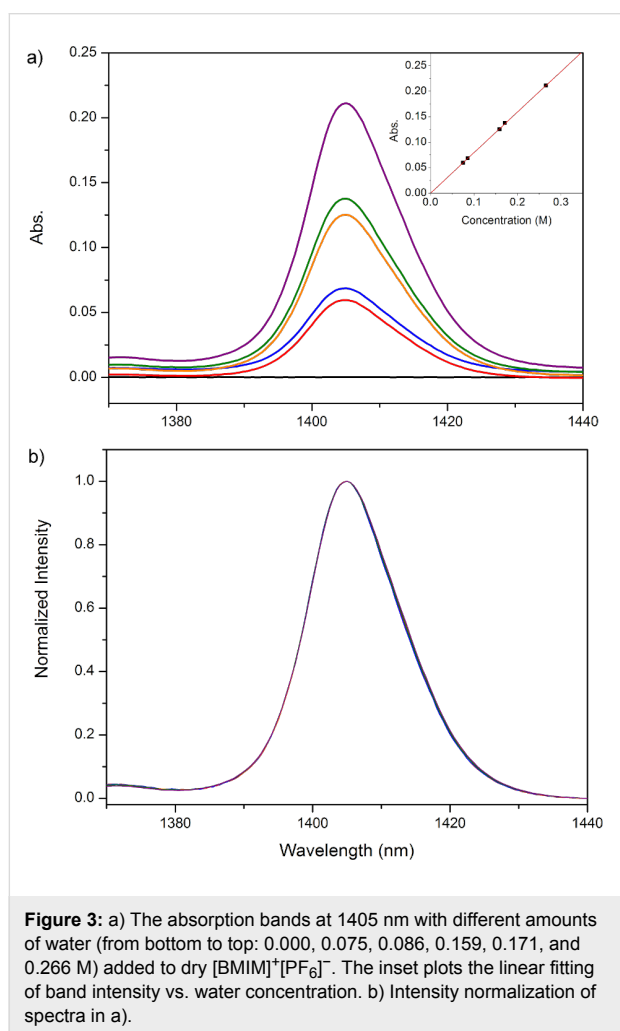 a)
0.25
0.20
0.15
0.10
0.05
0.00
Abs.
1380
1400
1420
1440
0.25
0.20
0.15
0.10
0.05
0.00
Abs.
0.0
0.1
0.2
0.3
Concentration (M)
b)
1.0
0.8
0.6
0.4
0.2
0.0
Normalized Intensity
1380
1400
1420
1440
Wavelength (nm)
Figure 3: a) The absorption bands at 1405 nm with different amounts
of water (from bottom to top: 0.000, 0.075, 0.086, 0.159, 0.171, and
0.266 M) added to dry [BMIM]⁺[PF₆]⁻. The inset plots the linear fitting
of band intensity vs. water concentration. b) Intensity normalization of
spectra in a).